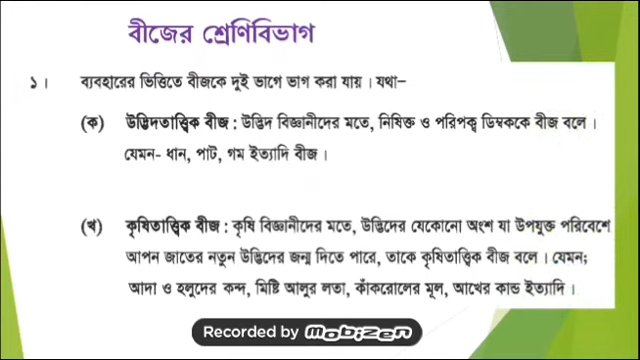 বীজের শ্রেণিবিভাগ
১। ব্যবহারের ভিত্তিতে বীজকে দুই ভাগে ভাগ করা যায়। যথা–
(ক) উদ্ভিদতাত্ত্বিক বীজ : উদ্ভিদ বিজ্ঞানীদের মতে, নিষিক্ত ও পরিপক্ব ডিম্বককে বীজ বলে।
যেমন- ধান, পাট, গম ইত্যাদি বীজ।
(খ) কৃষিতাত্ত্বিক বীজ : কৃষি বিজ্ঞানীদের মতে, উদ্ভিদের যেকোনো অংশ যা উপযুক্ত পরিবেশে
আপন জাতের নতুন উদ্ভিদের জন্ম দিতে পারে, তাকে কৃষিতাত্ত্বিক বীজ বলে। যেমন;
আদা ও হলুদের কন্দ, মিষ্টি আলুর লতা, কাঁকরোলের মূল, আখের কান্ড ইত্যাদি।
Recorded by mobizen